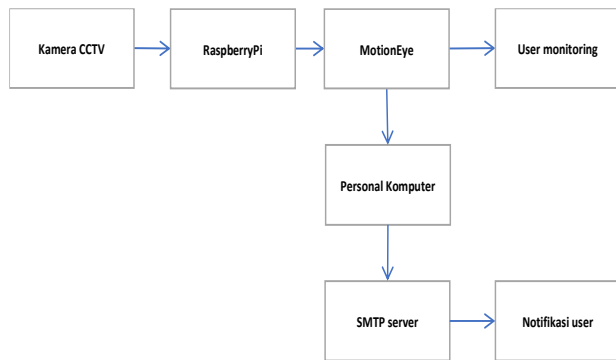 Kamera CCTV
RaspberryPi
MotionEye
User monitoring
Personal Komputer
SMTP server
Notifikasi user